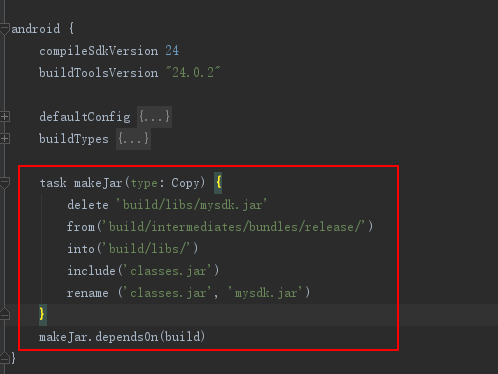 android {
compileSdkVersion 24
buildToolsVersion "24.0.2"
defaultConfig {...}
buildTypes {...}
task makeJar(type: Copy) {
delete 'build/libs/mysdk.jar'
from('build/intermediates/bundles/release/')
into('build/libs/')
include('classes.jar')
rename ('classes.jar', 'mysdk.jar')
}
makeJar.dependsOn(build)
}